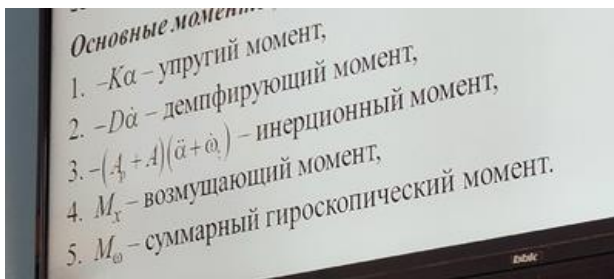 Основные момент
1. –Kα – упругий момент,
2. –Dα̇ – демпфирующий момент,
3. –(Aₚ + A)(α̈ + ω̇) – инерционный момент,
4. Mₓ – возмущающий момент,
5. M_ω – суммарный гироскопический момент.
bbk